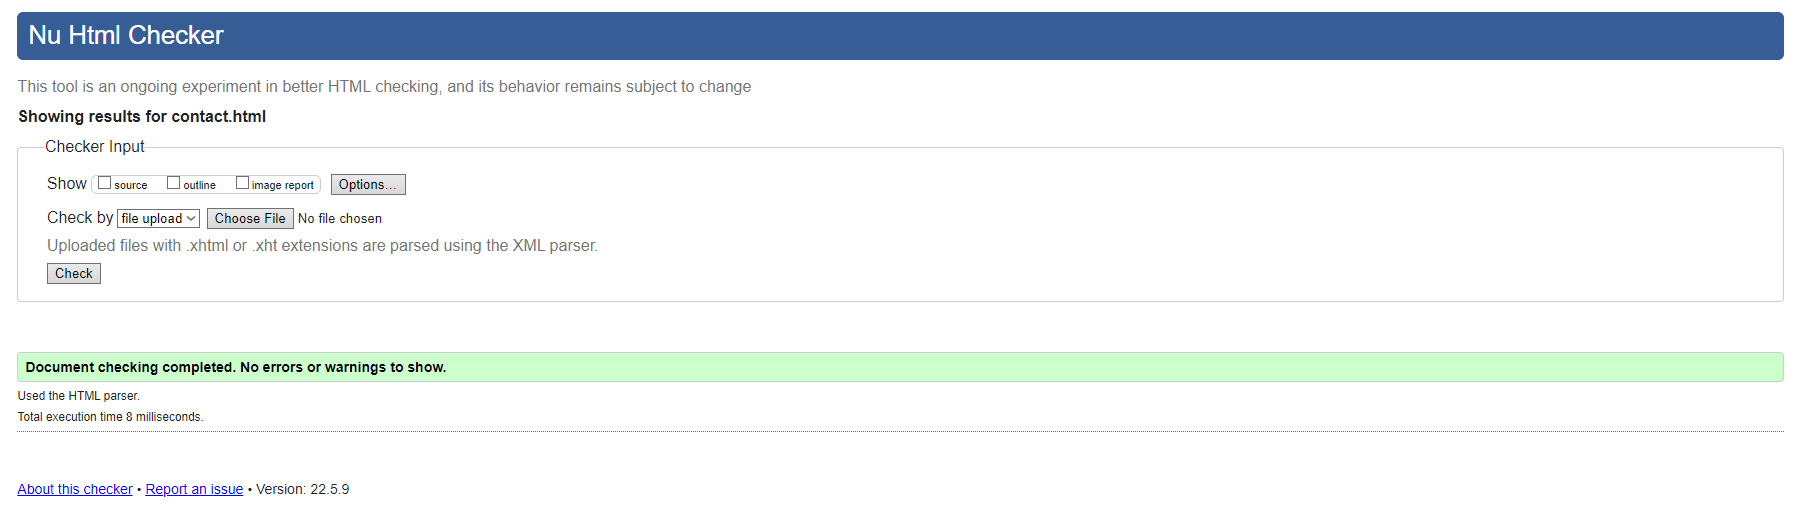 Nu Html Checker
This tool is an ongoing experiment in better HTML checking, and its behavior remains subject to change
Showing results for contact.html
Checker Input
Show source outline image report Options...
Check by file upload Choose File No file chosen
Uploaded files with .xhtml or .xht extensions are parsed using the XML parser.
Check
Document checking completed. No errors or warnings to show.
Used the HTML parser.
Total execution time 8 milliseconds.
About this checker • Report an issue • Version: 22.5.9